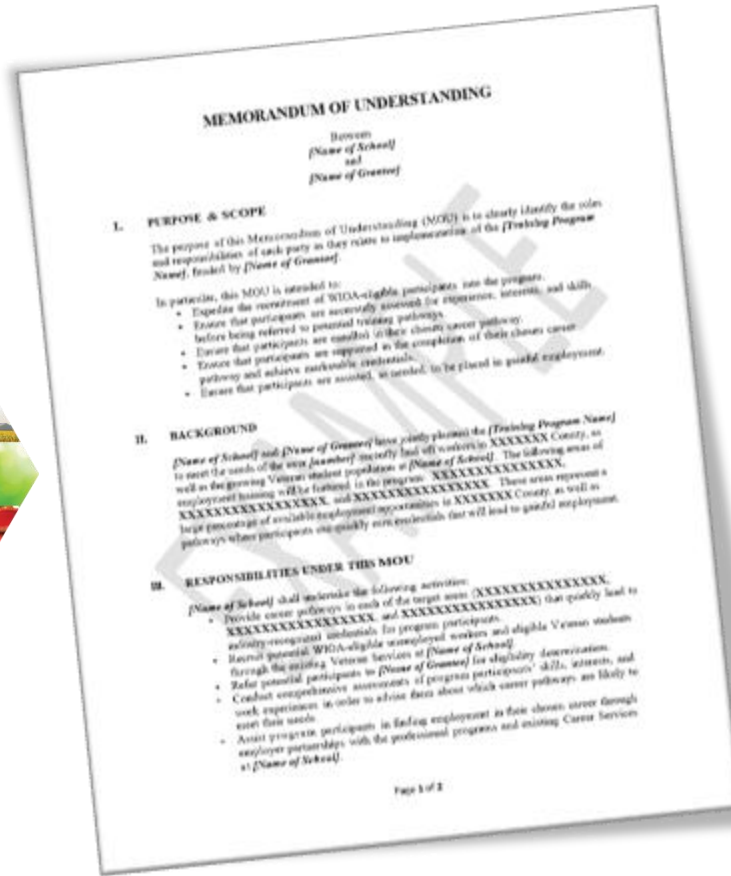 MEMORANDUM OF UNDERSTANDING
Between
[Name of School]
and
[Name of Grantee]
I. PURPOSE & SCOPE
The purpose of this Memorandum of Understanding (MOU) is to clearly identify the roles
and responsibilities of each party as they relate to implementation of the [Training Program
Name], funded by [Name of Grantee].
In particular, this MOU is intended to:
• Expedite the recruitment of WIOA-eligible participants into the program.
• Ensure that participants are accurately assessed for experience, interests, and skills
before being referred to potential training pathways.
• Ensure that participants are enrolled in their chosen career pathway.
• Ensure that participants are supported in the completion of their chosen career
pathway and achieve marketable credentials.
• Ensure that participants are assisted, as needed, to be placed in gainful employment.
II. BACKGROUND
[Name of School] and [Name of Grantee] have jointly planned the [Training Program Name]
to meet the needs of the over [number] recently laid off workers in XXXXXXX County, as
well as the growing Veteran student population at [Name of School]. The following areas of
employment training will be featured in the program: XXXXXXXXXXXXXXX,
XXXXXXXXXXXXXXXXX, and XXXXXXXXXXXXXXXX. These areas represent a
large percentage of available employment opportunities in XXXXXXX County, as well as
pathways where participants can quickly earn credentials that will lead to gainful employment.
III. RESPONSIBILITIES UNDER THIS MOU
[Name of School] shall undertake the following activities:
• Provide career pathways in each of the target areas (XXXXXXXXXXXXXXX,
XXXXXXXXXXXXXXXXX, and XXXXXXXXXXXXXXXX) that quickly lead to
industry-recognized credentials for program participants.
• Recruit potential WIOA-eligible unemployed workers and eligible Veteran students
through the existing Veteran Services at [Name of School].
• Refer potential participants to [Name of Grantee] for eligibility determination.
• Conduct comprehensive assessments of program participants' skills, interests, and
work experiences in order to advise them about which career pathways are likely to
meet their needs.
• Assist program participants in finding employment in their chosen career through
employer partnerships with the professional programs and existing Career Services
at [Name of School].
Page 1 of 2
EXAMPLE